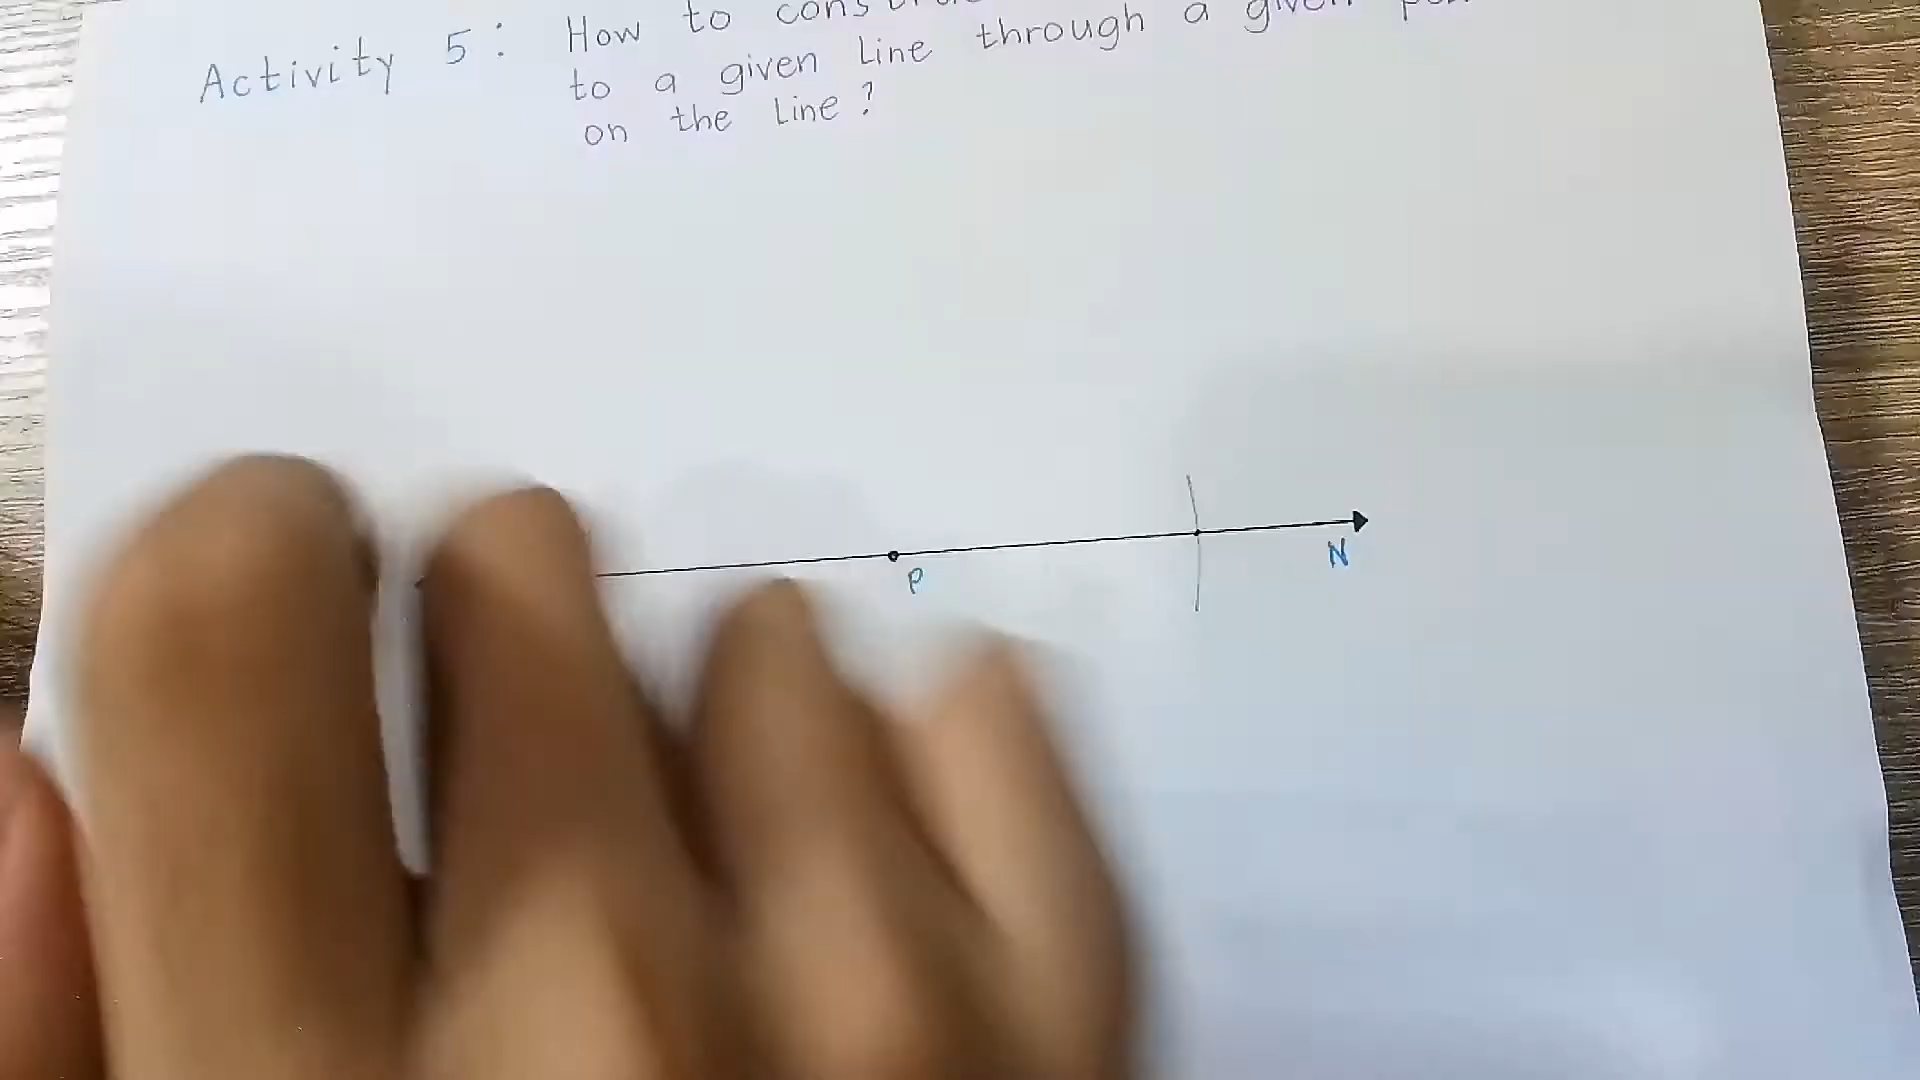 Activity 5: How to
to a given Line through a given
on the Line?
P
N